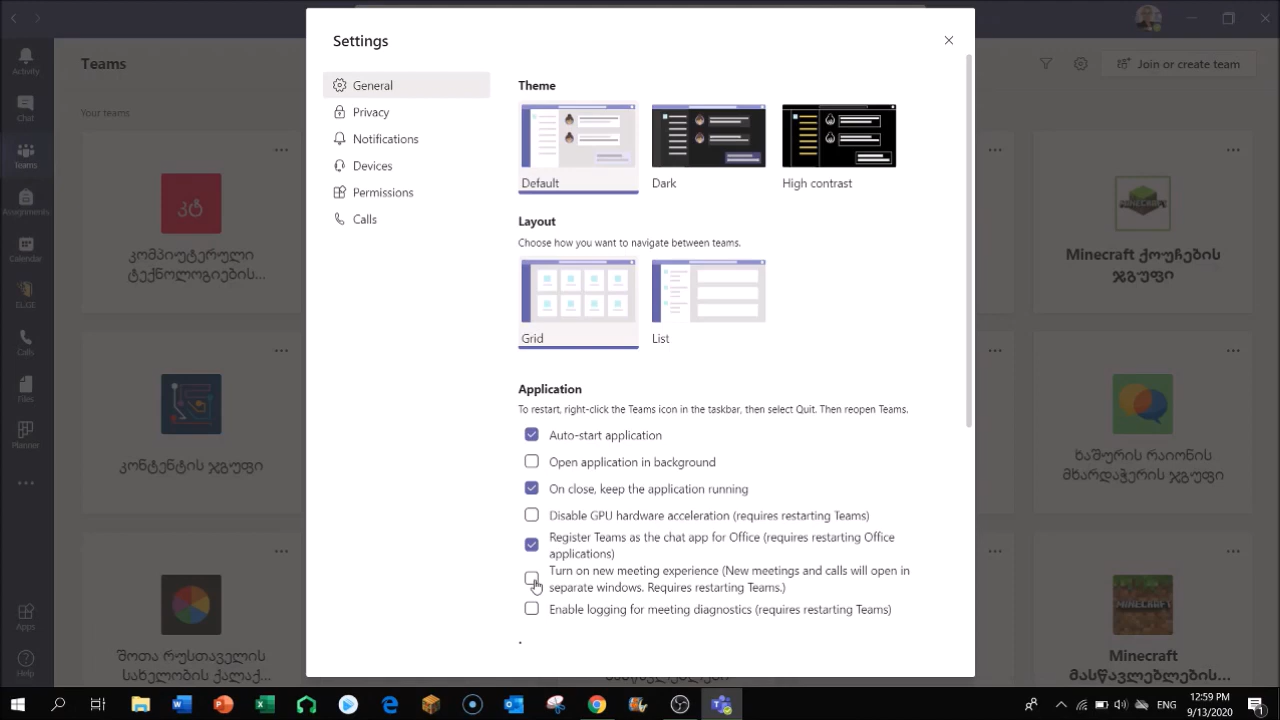 Settings
Teams
Your teams
Join or create team
Activity
Chat
Teams
Assignments
Calendar
EL.GE
Calls
Files
Planner
Apps
Help
General
Privacy
Notifications
Devices
Permissions
Calls
Theme
Default
Dark
High contrast
Layout
Choose how you want to navigate between teams.
Grid
List
Application
To restart, right-click the Teams icon in the taskbar, then select Quit. Then reopen Teams.
Auto-start application
Open application in background
On close, keep the application running
Disable GPU hardware acceleration (requires restarting Teams)
Register Teams as the chat app for Office (requires restarting Office
applications)
Turn on new meeting experience (New meetings and calls will open in
separate windows. Requires restarting Teams.)
Enable logging for meeting diagnostics (requires restarting Teams)
კტ
კომპიუტერული
ტექნოლოგიების...
კონტენტის ჯგუფი
შოთა რუსთაველის
სახელობის ქალაქ...
MINECRAFT
Minecraft ქოუჩების
ჯგუფი
ხაშურის რაიონის
მხარდაჭერის ჯგუფი
MINECRAFT
Minecraft
მასწავლებლების...
ENG
12:59 PM
9/13/2020